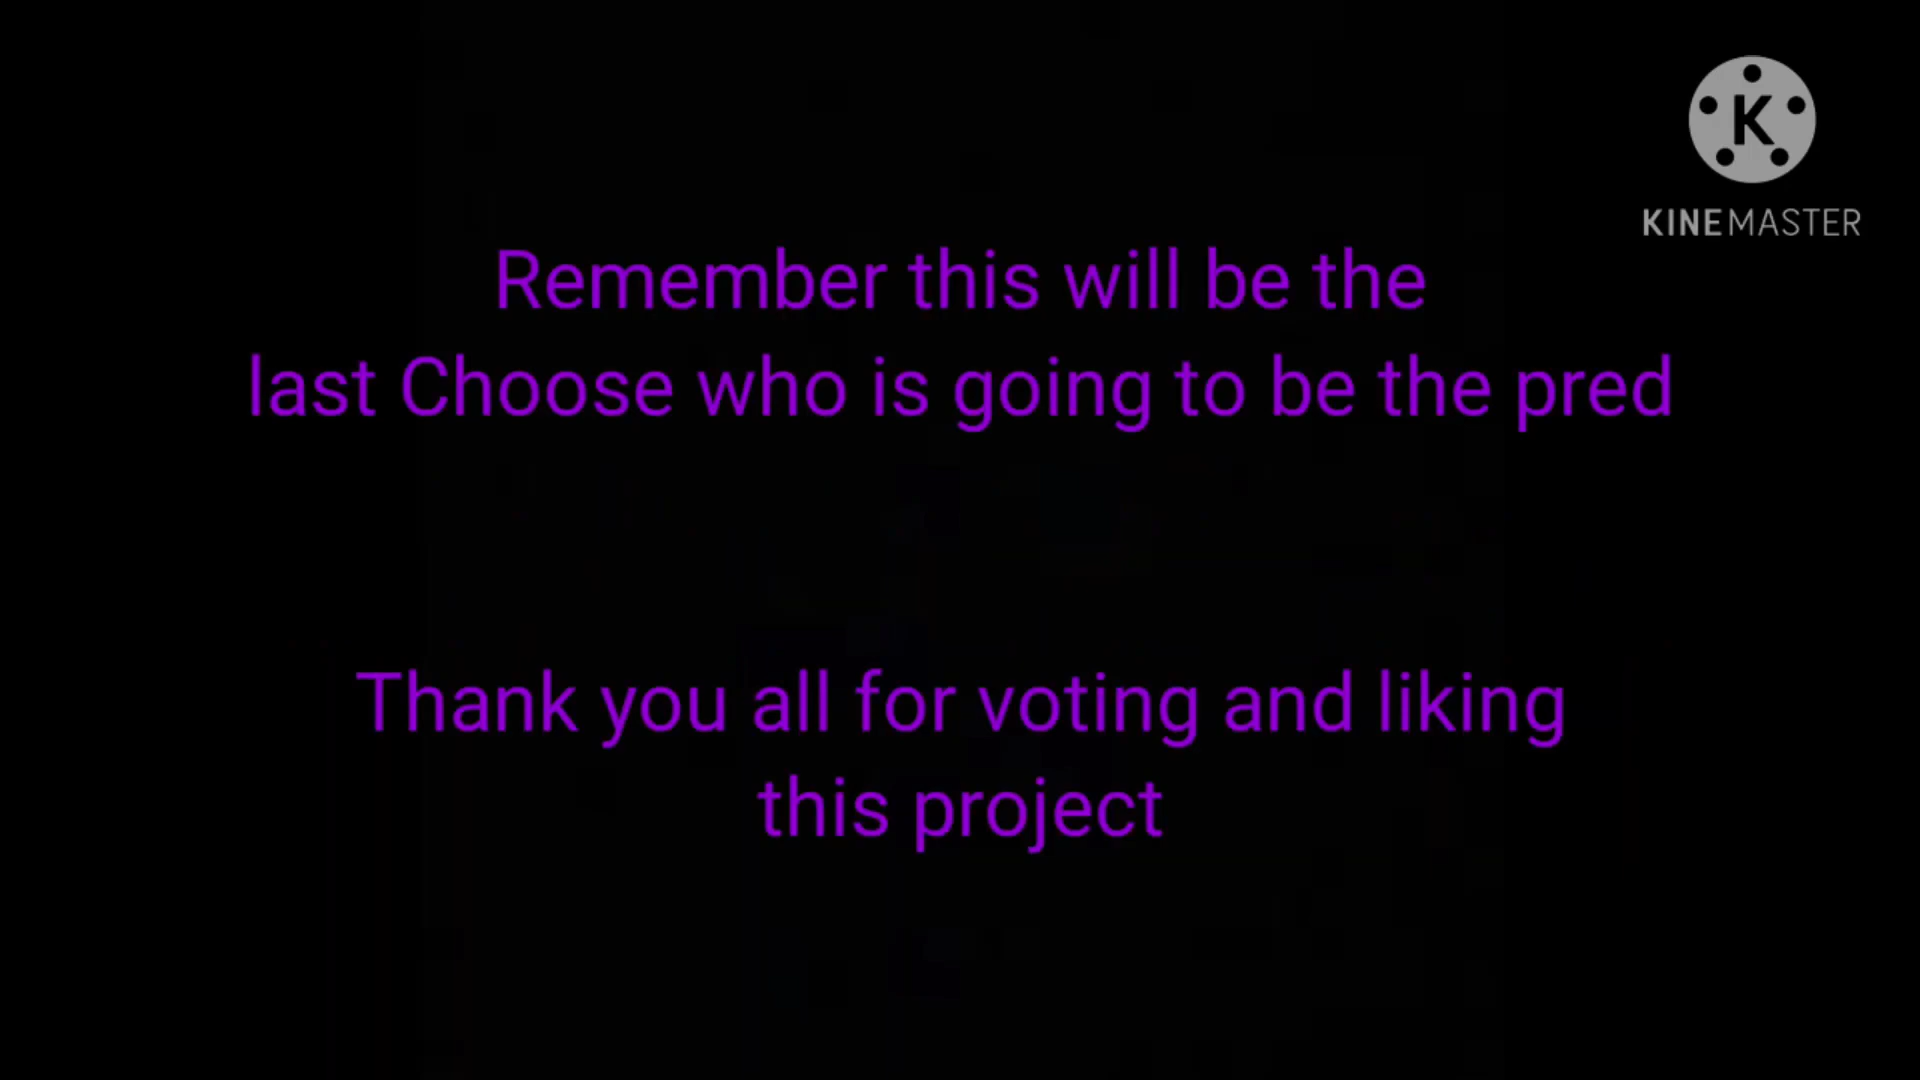 K
KINEMASTER
Remember this will be the
last Choose who is going to be the pred
Thank you all for voting and liking
this project